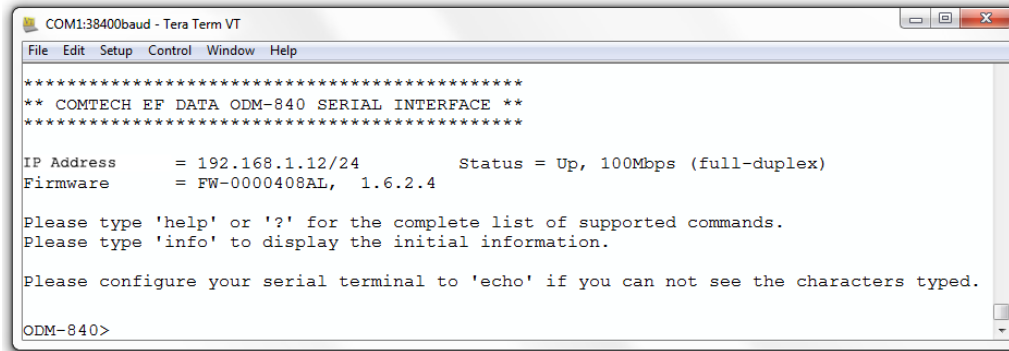 COM1:38400baud - Tera Term VT
File Edit Setup Control Window Help
**********************************************
** COMTECH EF DATA ODM-840 SERIAL INTERFACE **
**********************************************
IP Address = 192.168.1.12/24 Status = Up, 100Mbps (full-duplex)
Firmware = FW-0000408AL, 1.6.2.4
Please type 'help' or '?' for the complete list of supported commands.
Please type 'info' to display the initial information.
Please configure your serial terminal to 'echo' if you can not see the characters typed.
ODM-840>